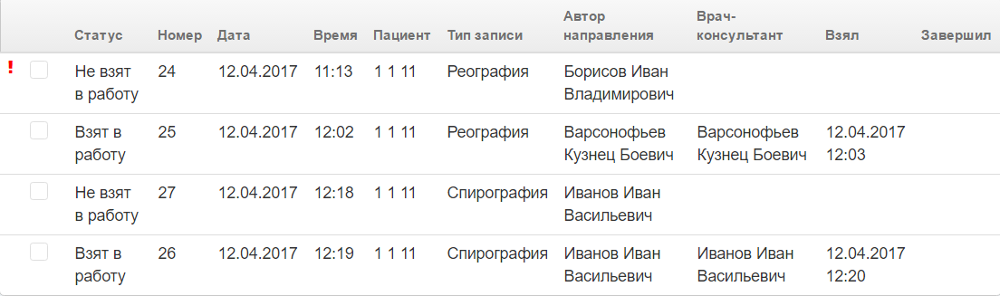 Статус Номер Дата Время Пациент Тип записи Автор направления Врач-консультант Взял Завершил
! Не взят 24 12.04.2017 11:13 1 1 11 Реография Борисов Иван
в работу Владимирович
Взят в 25 12.04.2017 12:02 1 1 11 Реография Варсонофьев Варсонофьев 12.04.2017
работу Кузнец Боевич Кузнец Боевич 12:03
Не взят 27 12.04.2017 12:18 1 1 11 Спирография Иванов Иван
в работу Васильевич
Взят в 26 12.04.2017 12:19 1 1 11 Спирография Иванов Иван Иванов Иван 12.04.2017
работу Васильевич Васильевич 12:20